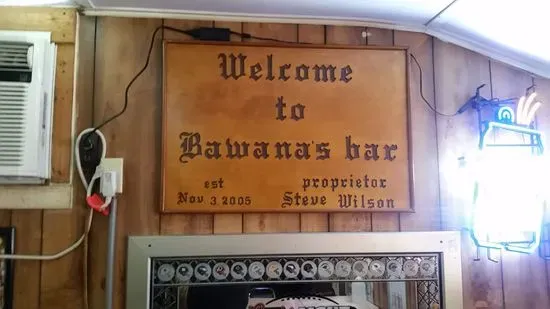 Welcome
to
Bawana's bar
est proprietor
Nov 3 2005 Steve Wilson